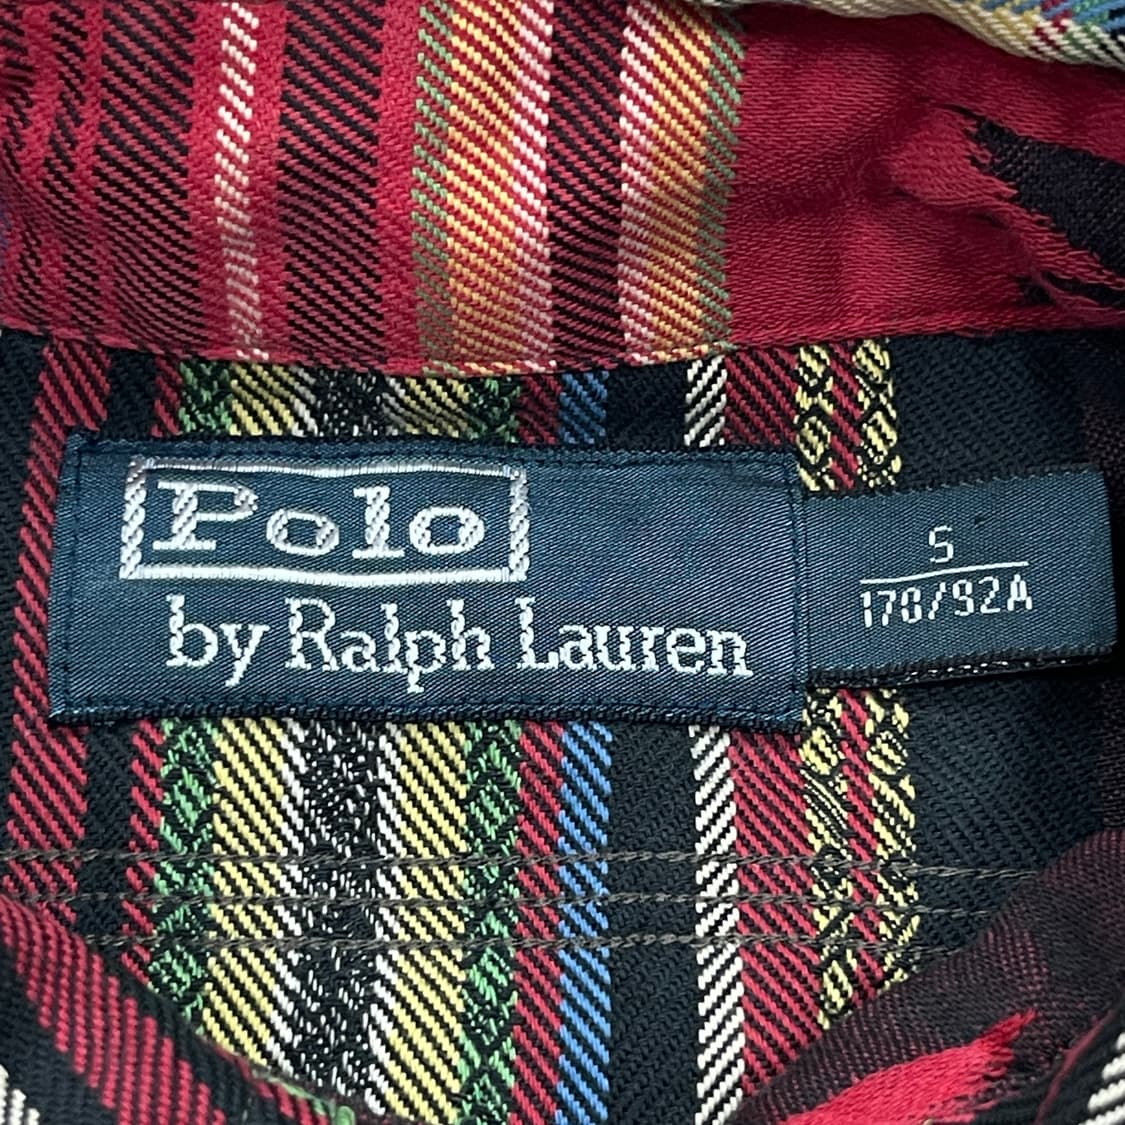 Polo
by Ralph Lauren
S
170/92A